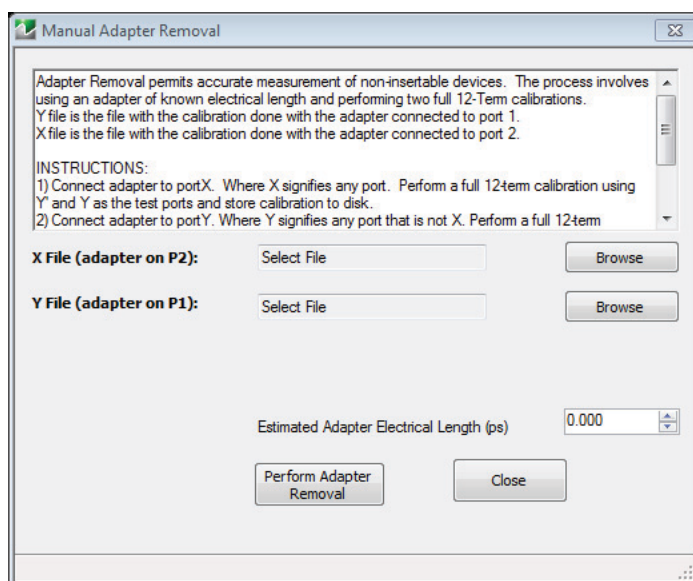 Manual Adapter Removal
Adapter Removal permits accurate measurement of non-insertable devices. The process involves
using an adapter of known electrical length and performing two full 12-Term calibrations.
Y file is the file with the calibration done with the adapter connected to port 1.
X file is the file with the calibration done with the adapter connected to port 2.
INSTRUCTIONS:
1) Connect adapter to portX. Where X signifies any port. Perform a full 12-term calibration using
Y' and Y as the test ports and store calibration to disk.
2) Connect adapter to portY. Where Y signifies any port that is not X. Perform a full 12-term
X File (adapter on P2): Select File Browse
Y File (adapter on P1): Select File Browse
Estimated Adapter Electrical Length (ps) 0.000
Perform Adapter
Removal
Close